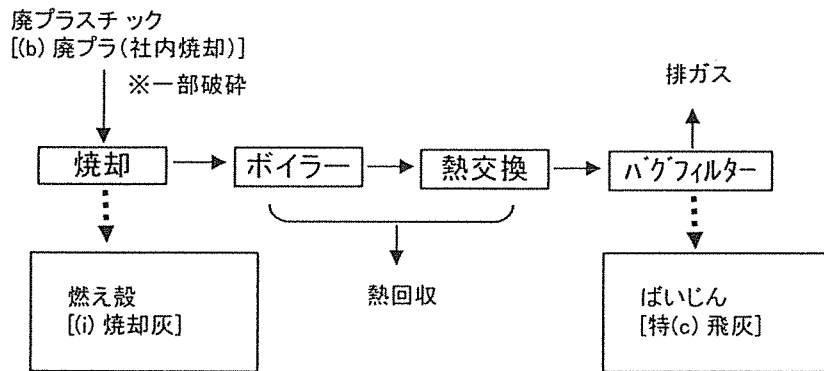 廃プラスチック
[(b) 廃プラ(社内焼却)]
※一部破砕
排ガス
焼却
ボイラー
熱交換
バグフィルター
燃え殻
[(i) 焼却灰]
熱回収
ばいじん
[特(c) 飛灰]